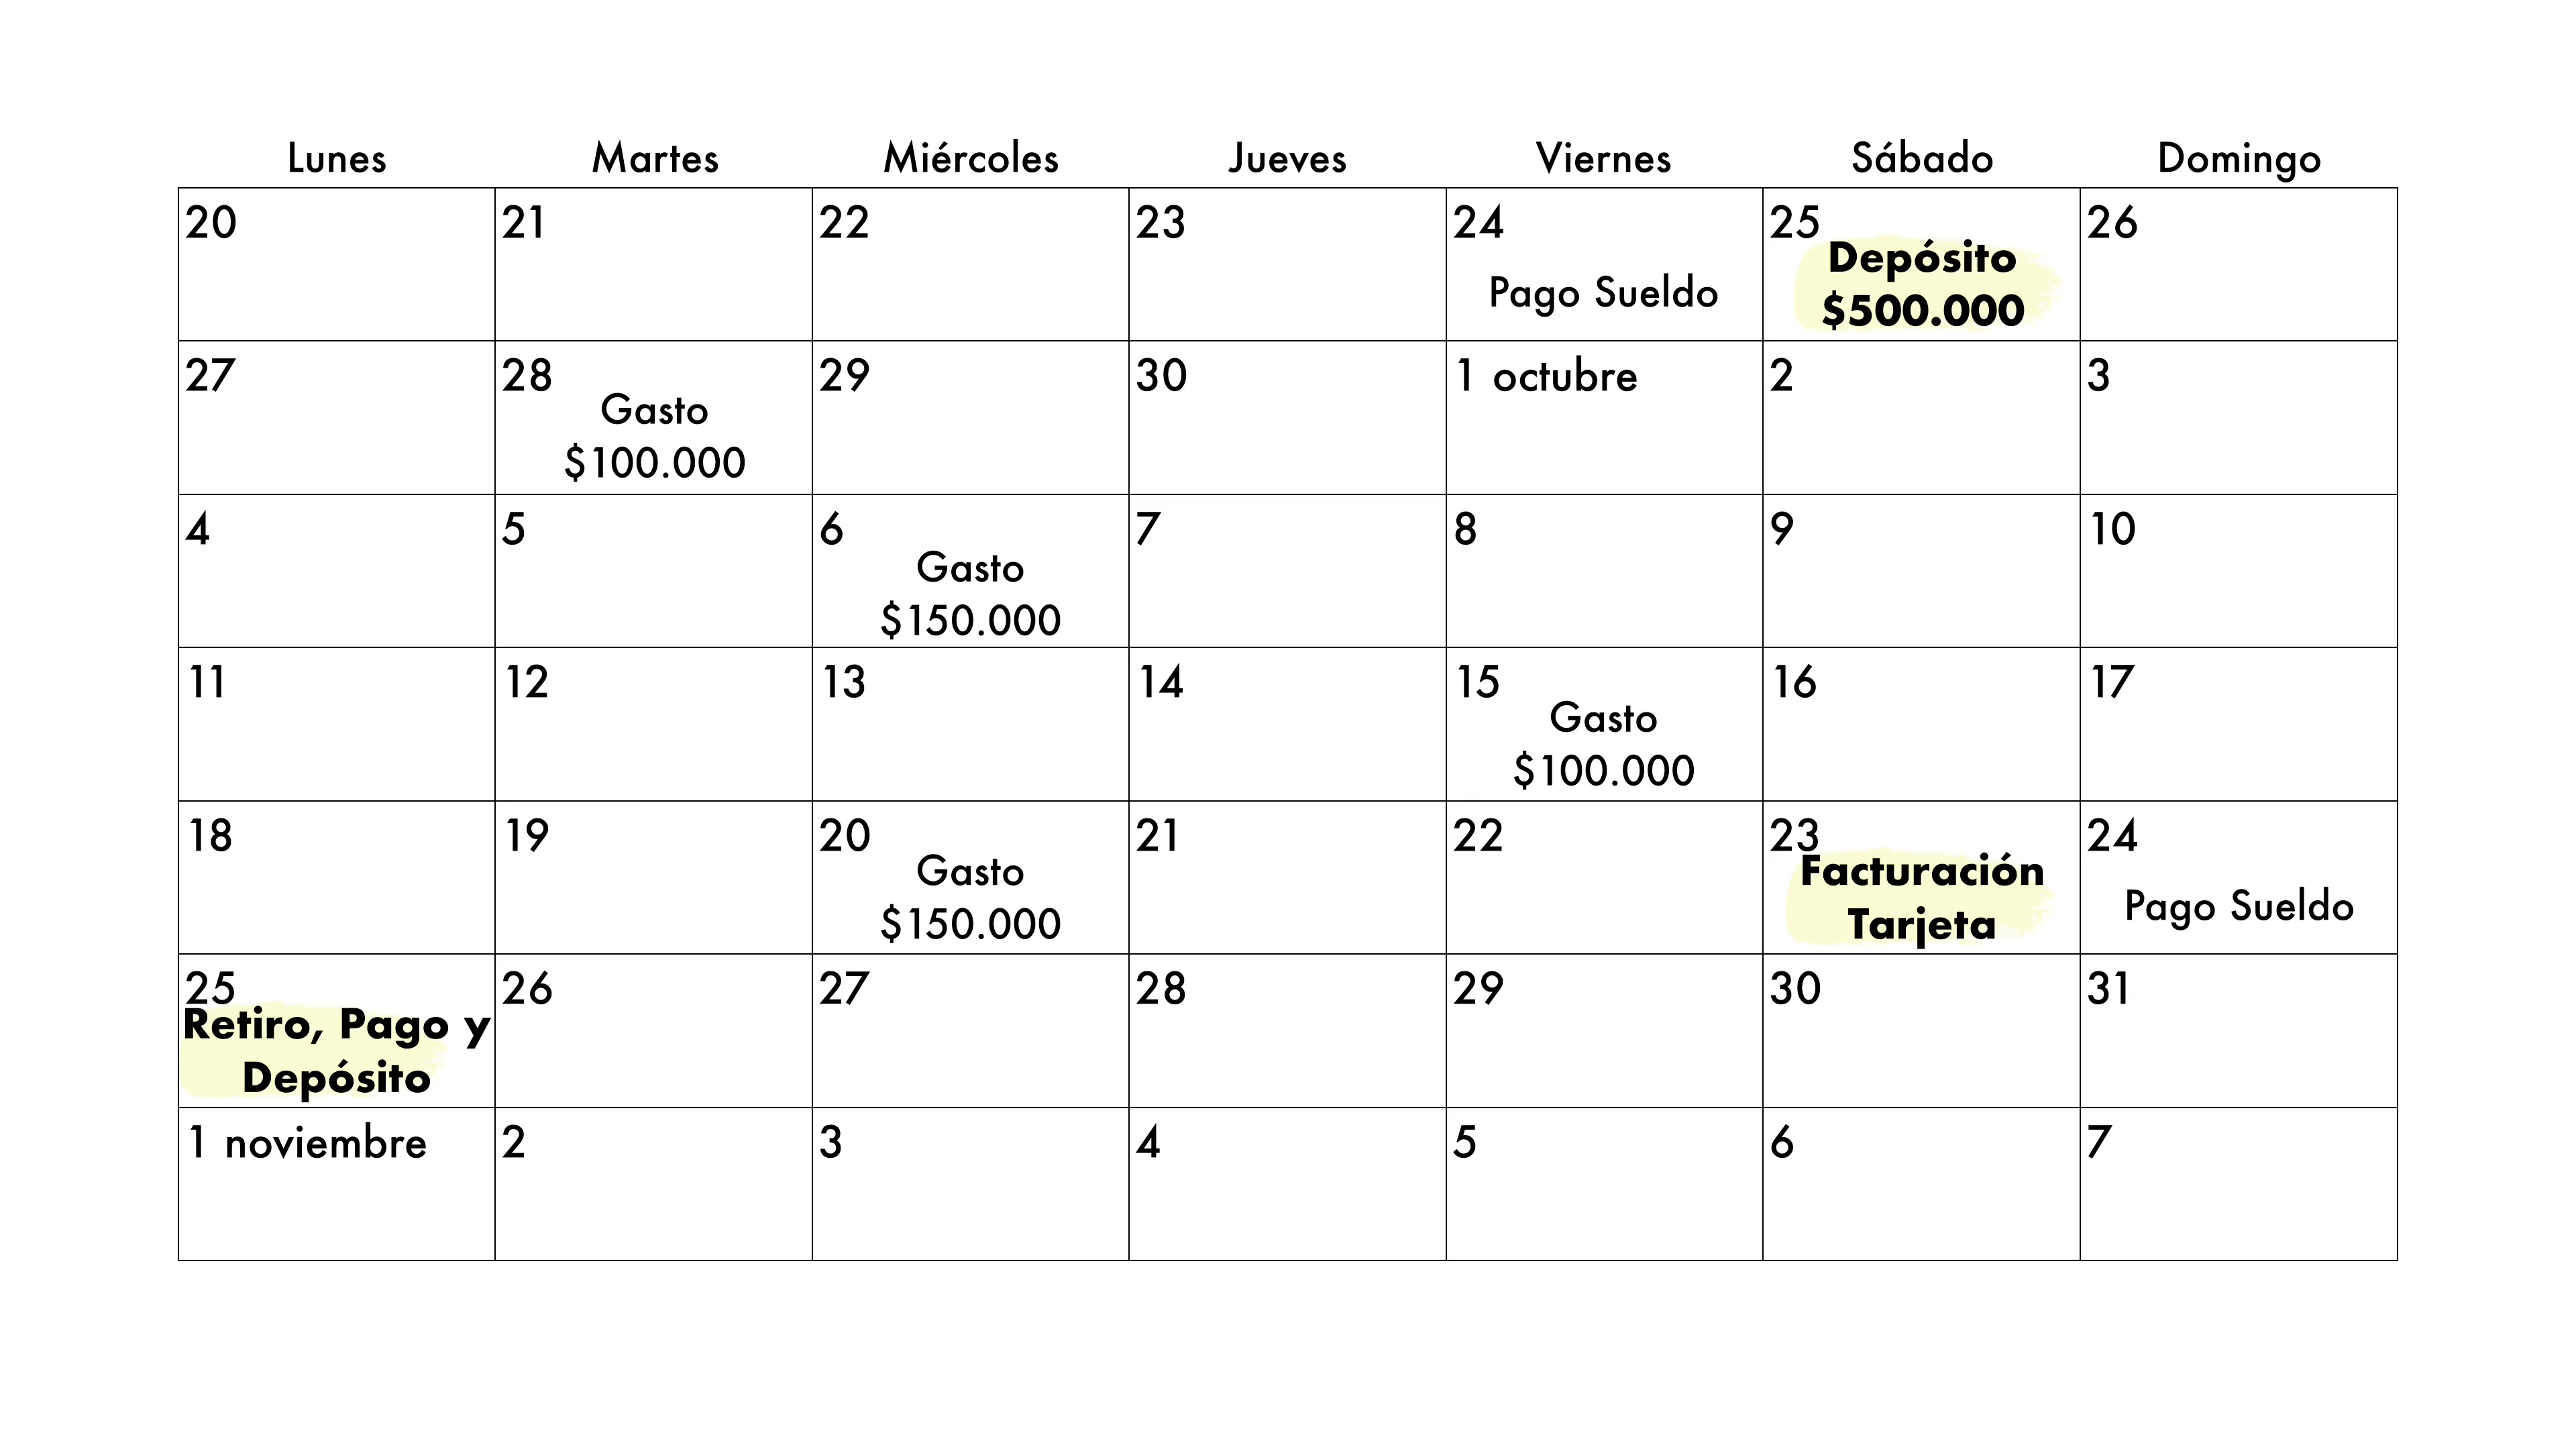 Lunes Martes Miércoles Jueves Viernes Sábado Domingo
20 21 22 23 24 25 26
Pago Sueldo
Depósito
$500.000
27 28 29 30 1 octubre 2 3
Gasto
$100.000
4 5 6 7 8 9 10
Gasto
$150.000
11 12 13 14 15 16 17
Gasto
$100.000
18 19 20 21 22 23 24
Gasto
$150.000
Facturación
Tarjeta
Pago Sueldo
25 26 27 28 29 30 31
Retiro, Pago y
Depósito
1 noviembre 2 3 4 5 6 7